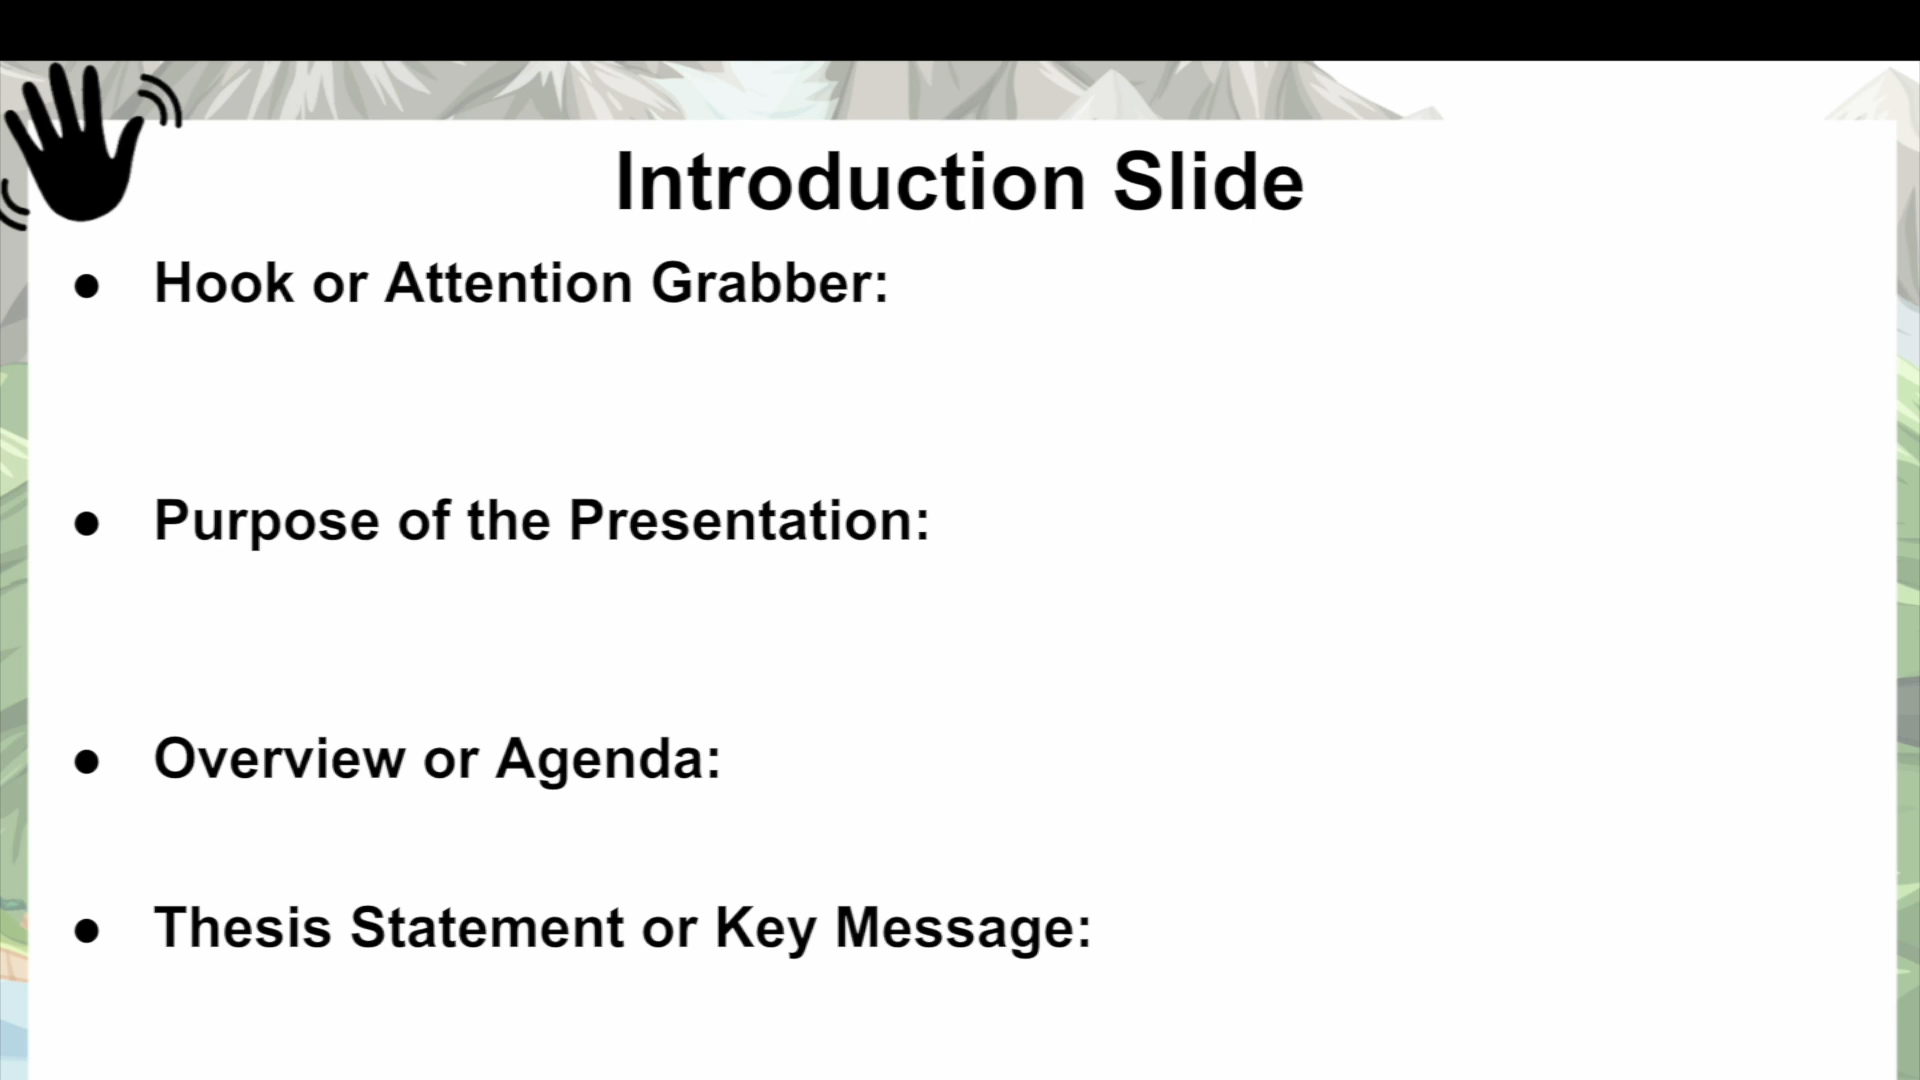 Introduction Slide
● Hook or Attention Grabber:
● Purpose of the Presentation:
● Overview or Agenda:
● Thesis Statement or Key Message: